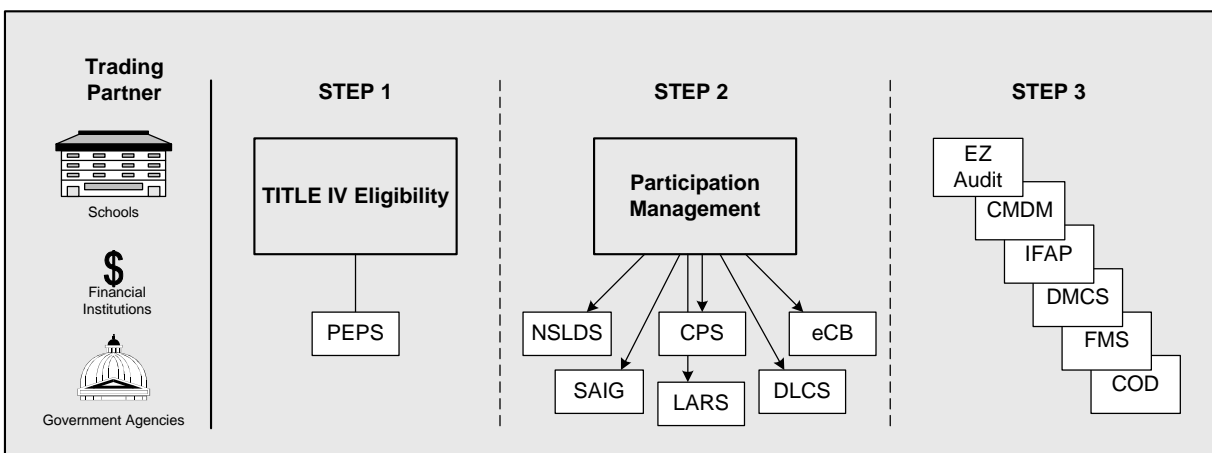 Trading
Partner
Schools
$
Financial
Institutions
Government Agencies
STEP 1
TITLE IV Eligibility
PEPS
STEP 2
Participation
Management
NSLDS
CPS
eCB
SAIG
LARS
DLCS
STEP 3
EZ
Audit
CMDM
IFAP
DMCS
FMS
COD